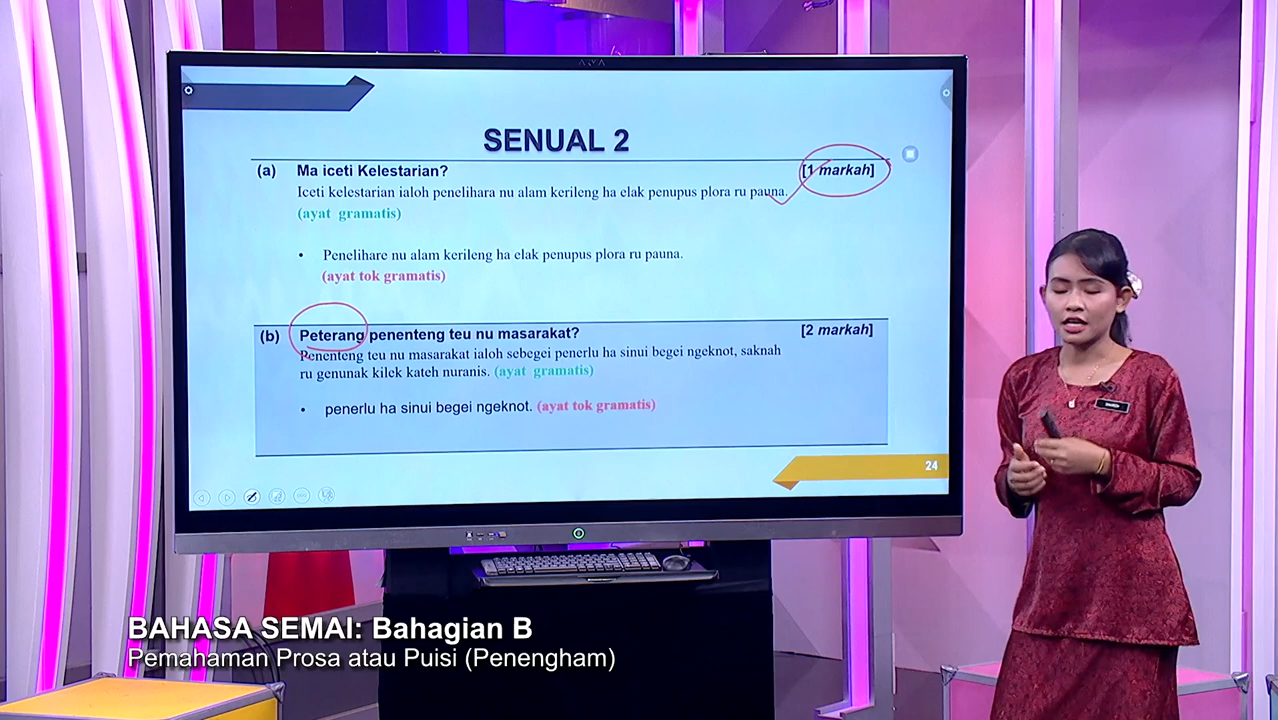 SENUAL 2
(a) Ma iceti Kelestarian? [1 markah]
Iceti kelestarian ialoh penelihara nu alam kerileng ha elak penupus plora ru pauna.
(ayat gramatis)
• Penelihare nu alam kerileng ha elak penupus plora ru pauna.
(ayat tok gramatis)
(b) Peterang penenteng teu nu masarakat? [2 markah]
Penenteng teu nu masarakat ialoh sebegei penerlu ha sinui begei ngeknot, saknah
ru genunak kilek kateh nuranis. (ayat gramatis)
• penerlu ha sinui begei ngeknot. (ayat tok gramatis)
24
BAHASA SEMAI: Bahagian B
Pemahaman Prosa atau Puisi (Penengham)